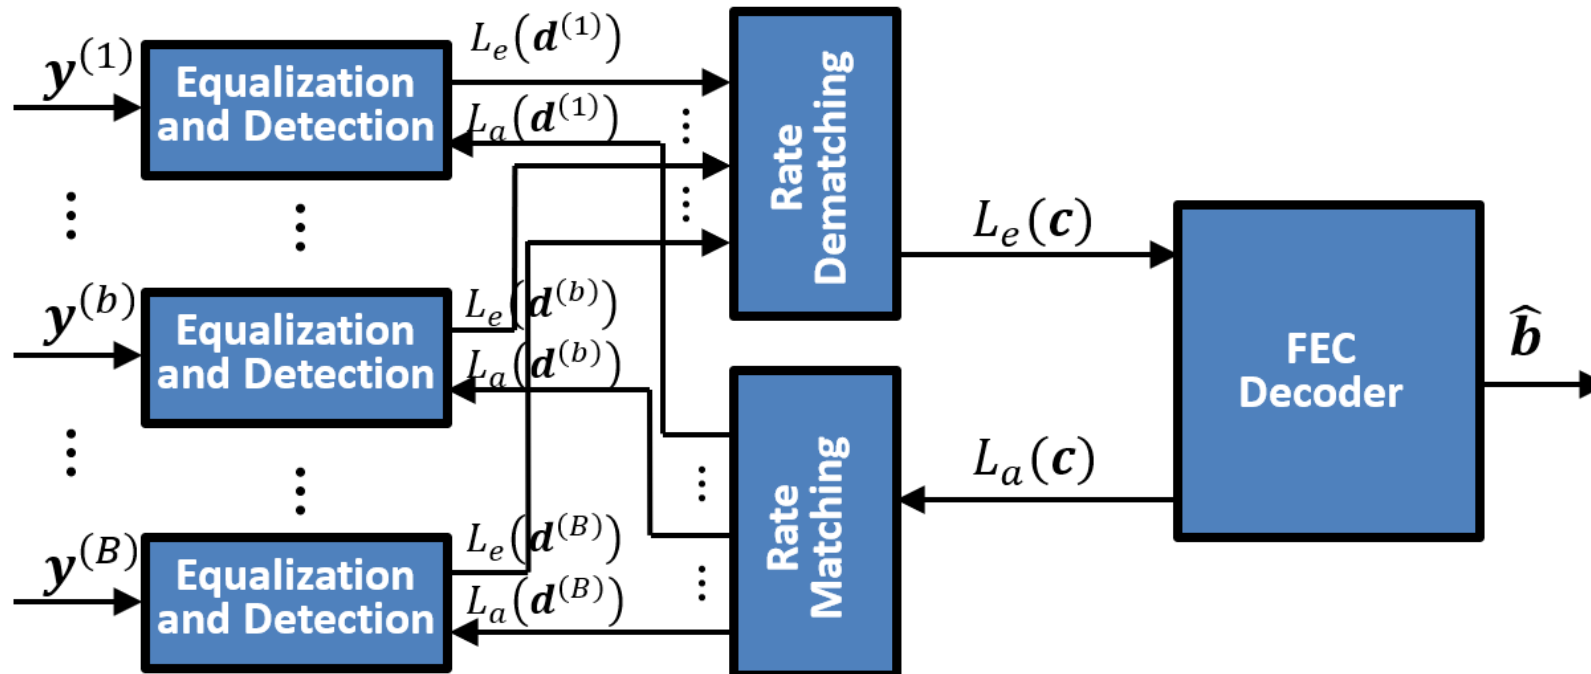 y^(1)
Equalization
and Detection
L_e(d^(1))
L_a(d^(1))
Rate
Dematching
y^(b)
Equalization
and Detection
L_e(d^(b))
L_a(d^(b))
y^(B)
Equalization
and Detection
L_e(d^(B))
L_a(d^(B))
Rate
Matching
L_e(c)
L_a(c)
FEC
Decoder
b̂